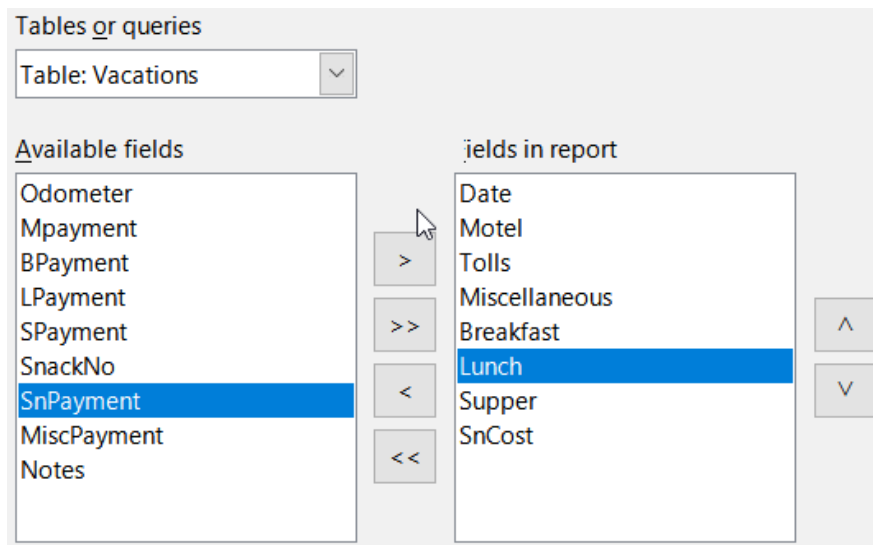 Tables or queries
Table: Vacations
Available fields
Odometer
Mpayment
BPayment
LPayment
SPayment
SnackNo
SnPayment
MiscPayment
Notes
>
>>
<
<<
ields in report
Date
Motel
Tolls
Miscellaneous
Breakfast
Lunch
Supper
SnCost